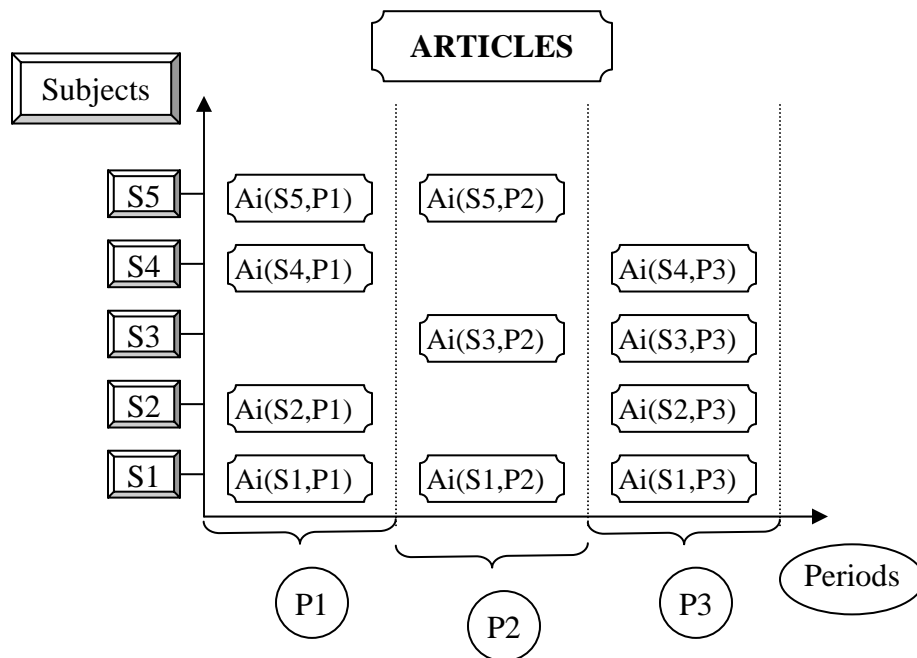 ARTICLES
Subjects
S5 Ai(S5,P1) Ai(S5,P2)
S4 Ai(S4,P1) Ai(S4,P3)
S3 Ai(S3,P2) Ai(S3,P3)
S2 Ai(S2,P1) Ai(S2,P3)
S1 Ai(S1,P1) Ai(S1,P2) Ai(S1,P3)
Periods
P1 P2 P3